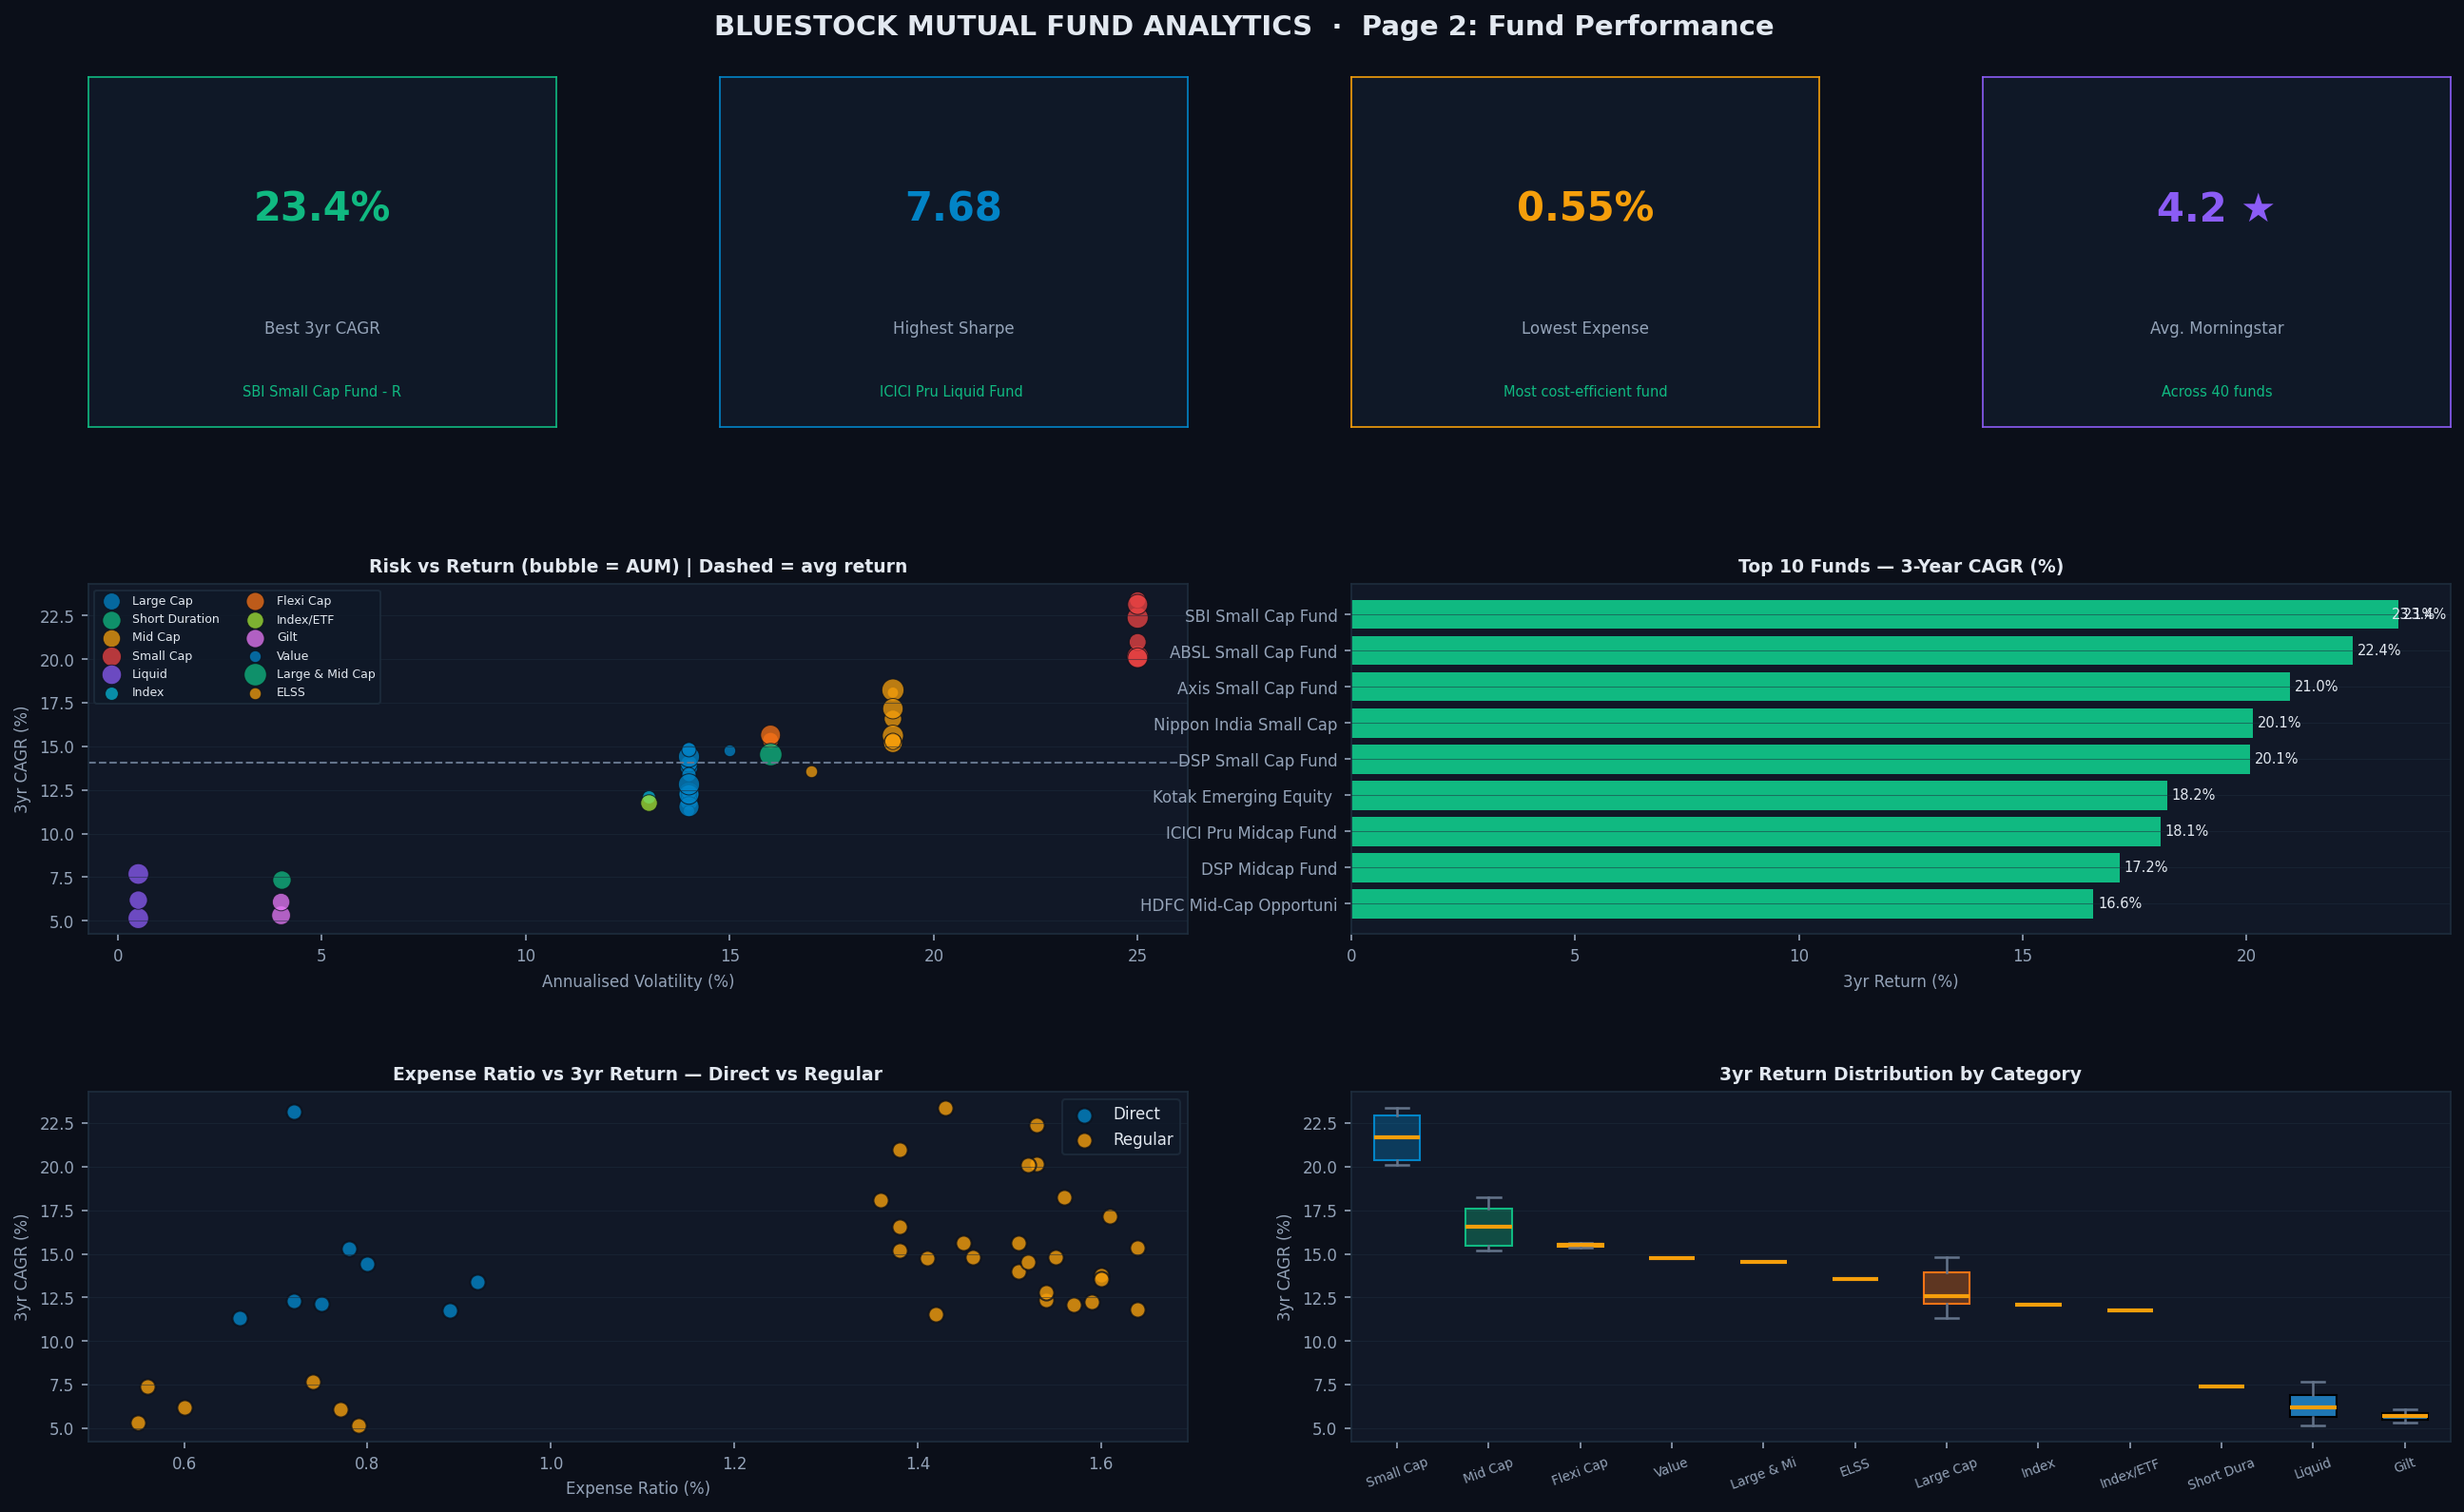 BLUESTOCK MUTUAL FUND ANALYTICS · Page 2: Fund Performance
23.4%
Best 3yr CAGR
SBI Small Cap Fund - R
7.68
Highest Sharpe
ICICI Pru Liquid Fund
0.55%
Lowest Expense
Most cost-efficient fund
4.2 ★
Avg. Morningstar
Across 40 funds
Risk vs Return (bubble = AUM) | Dashed = avg return
Large Cap
Short Duration
Mid Cap
Small Cap
Liquid
Index
Flexi Cap
Index/ETF
Gilt
Value
Large & Mid Cap
ELSS
3yr CAGR (%)
22.5
20.0
17.5
15.0
12.5
10.0
7.5
5.0
0 5 10 15 20 25
Annualised Volatility (%)
Top 10 Funds — 3-Year CAGR (%)
SBI Small Cap Fund 23.4%
ABSL Small Cap Fund 22.4%
Axis Small Cap Fund 21.0%
Nippon India Small Cap 20.1%
DSP Small Cap Fund 20.1%
Kotak Emerging Equity 18.2%
ICICI Pru Midcap Fund 18.1%
DSP Midcap Fund 17.2%
HDFC Mid-Cap Opportuni 16.6%
0 5 10 15 20
3yr Return (%)
Expense Ratio vs 3yr Return — Direct vs Regular
Direct
Regular
3yr CAGR (%)
22.5
20.0
17.5
15.0
12.5
10.0
7.5
5.0
0.6 0.8 1.0 1.2 1.4 1.6
Expense Ratio (%)
3yr Return Distribution by Category
3yr CAGR (%)
22.5
20.0
17.5
15.0
12.5
10.0
7.5
5.0
Small Cap Mid Cap Flexi Cap Value Large & Mi ELSS Large Cap Index Index/ETF Short Dura Liquid Gilt